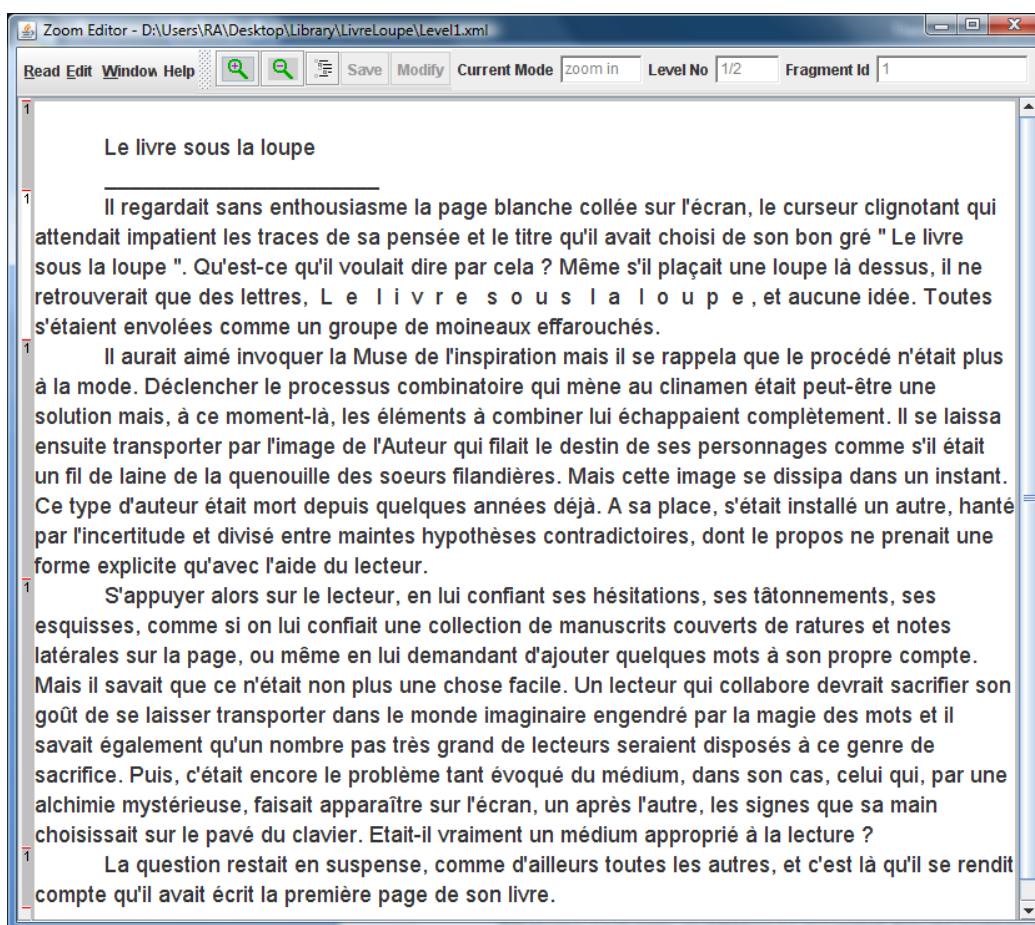 Zoom Editor - D:\Users\RA\Desktop\Library\LivreLoupe\Level1.xml
Read Edit Window Help Save Modify Current Mode zoom in Level No 1/2 Fragment Id 1
1
Le livre sous la loupe
1
Il regardait sans enthousiasme la page blanche collée sur l'écran, le curseur clignotant qui
attendait impatient les traces de sa pensée et le titre qu'il avait choisi de son bon gré " Le livre
sous la loupe ". Qu'est-ce qu'il voulait dire par cela ? Même s'il plaçait une loupe là dessus, il ne
retrouverait que des lettres, L e l i v r e s o u s l a l o u p e , et aucune idée. Toutes
s'étaient envolées comme un groupe de moineaux effarouchés.
1
Il aurait aimé invoquer la Muse de l'inspiration mais il se rappela que le procédé n'était plus
à la mode. Déclencher le processus combinatoire qui mène au clinamen était peut-être une
solution mais, à ce moment-là, les éléments à combiner lui échappaient complètement. Il se laissa
ensuite transporter par l'image de l'Auteur qui filait le destin de ses personnages comme s'il était
un fil de laine de la quenouille des soeurs filandières. Mais cette image se dissipa dans un instant.
Ce type d'auteur était mort depuis quelques années déjà. A sa place, s'était installé un autre, hanté
par l'incertitude et divisé entre maintes hypothèses contradictoires, dont le propos ne prenait une
forme explicite qu'avec l'aide du lecteur.
1
S'appuyer alors sur le lecteur, en lui confiant ses hésitations, ses tâtonnements, ses
esquisses, comme si on lui confiait une collection de manuscrits couverts de ratures et notes
latérales sur la page, ou même en lui demandant d'ajouter quelques mots à son propre compte.
Mais il savait que ce n'était non plus une chose facile. Un lecteur qui collabore devrait sacrifier son
goût de se laisser transporter dans le monde imaginaire engendré par la magie des mots et il
savait également qu'un nombre pas très grand de lecteurs seraient disposés à ce genre de
sacrifice. Puis, c'était encore le problème tant évoqué du médium, dans son cas, celui qui, par une
alchimie mystérieuse, faisait apparaître sur l'écran, un après l'autre, les signes que sa main
choisissait sur le pavé du clavier. Etait-il vraiment un médium approprié à la lecture ?
1
La question restait en suspense, comme d'ailleurs toutes les autres, et c'est là qu'il se rendit
compte qu'il avait écrit la première page de son livre.